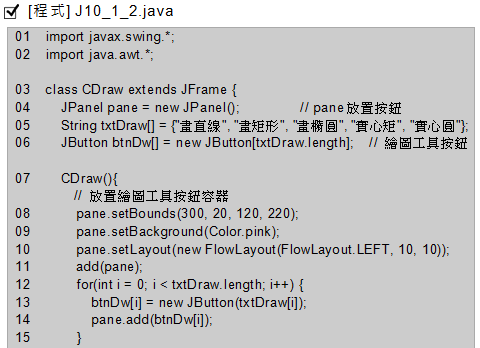 [程式] J10_1_2.java
01 import javax.swing.*;
02 import java.awt.*;
03 class CDraw extends JFrame {
04 JPanel pane = new JPanel(); // pane放置按鈕
05 String txtDraw[] = {"畫直線", "畫矩形", "畫橢圓", "實心矩", "實心圓"};
06 JButton btnDw[] = new JButton[txtDraw.length]; // 繪圖工具按鈕
07 CDraw(){
// 放置繪圖工具按鈕容器
08 pane.setBounds(300, 20, 120, 220);
09 pane.setBackground(Color.pink);
10 pane.setLayout(new FlowLayout(FlowLayout.LEFT, 10, 10));
11 add(pane);
12 for(int i = 0; i < txtDraw.length; i++) {
13 btnDw[i] = new JButton(txtDraw[i]);
14 pane.add(btnDw[i]);
15 }